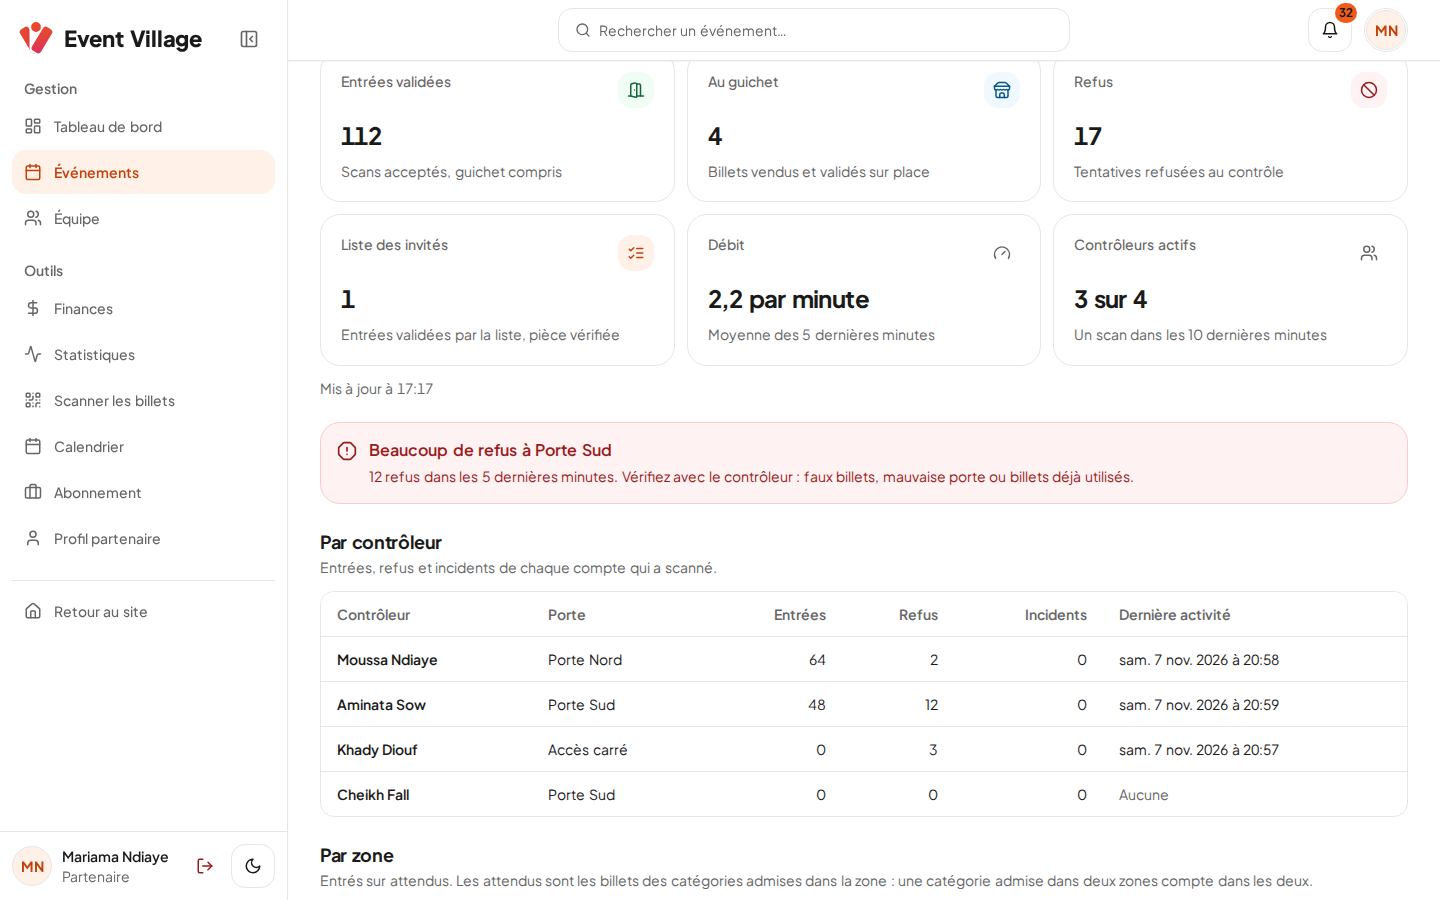 Event Village
Rechercher un événement...
32
MN
Gestion
Tableau de bord
Événements
Équipe
Outils
Finances
Statistiques
Scanner les billets
Calendrier
Abonnement
Profil partenaire
Retour au site
MN
Mariama Ndiaye
Partenaire
Entrées validées
112
Scans acceptés, guichet compris
Au guichet
4
Billets vendus et validés sur place
Refus
17
Tentatives refusées au contrôle
Liste des invités
1
Entrées validées par la liste, pièce vérifiée
Débit
2,2 par minute
Moyenne des 5 dernières minutes
Contrôleurs actifs
3 sur 4
Un scan dans les 10 dernières minutes
Mis à jour à 17:17
Beaucoup de refus à Porte Sud
12 refus dans les 5 dernières minutes. Vérifiez avec le contrôleur : faux billets, mauvaise porte ou billets déjà utilisés.
Par contrôleur
Entrées, refus et incidents de chaque compte qui a scanné.
Contrôleur Porte Entrées Refus Incidents Dernière activité
Moussa Ndiaye Porte Nord 64 2 0 sam. 7 nov. 2026 à 20:58
Aminata Sow Porte Sud 48 12 0 sam. 7 nov. 2026 à 20:59
Khady Diouf Accès carré 0 3 0 sam. 7 nov. 2026 à 20:57
Cheikh Fall Porte Sud 0 0 0 Aucune
Par zone
Entrés sur attendus. Les attendus sont les billets des catégories admises dans la zone : une catégorie admise dans deux zones compte dans les deux.